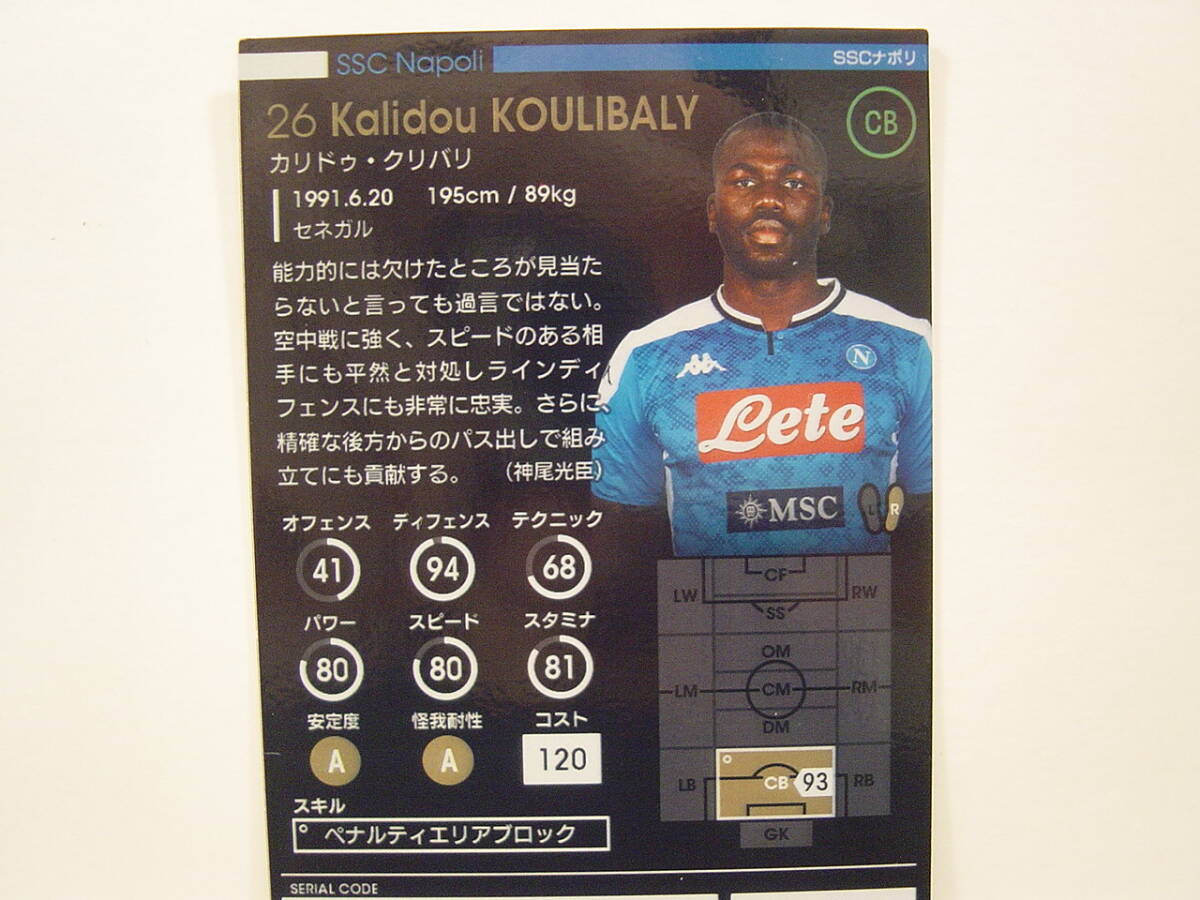 SSC Napoli
SSCナポリ
26 Kalidou KOULIBALY
CB
カリドゥ・クリバリ
1991.6.20 195cm / 89kg
セネガル
能力的には欠けたところが見当た
らないと言っても過言ではない。
空中戦に強く、スピードのある相
手にも平然と対処しラインディ
フェンスにも非常に忠実。さらに、
精確な後方からのパス出しで組み
立てにも貢献する。 (神尾光臣)
N
Lete
MSC
L R
オフェンス ディフェンス テクニック
41 94 68
パワー スピード スタミナ
80 80 81
安定度 怪我耐性 コスト
A A 120
スキル
ペナルティエリアブロック
CF
LW RW
SS
OM
LM CM RM
DM
LB CB 93 RB
GK
SERIAL CODE